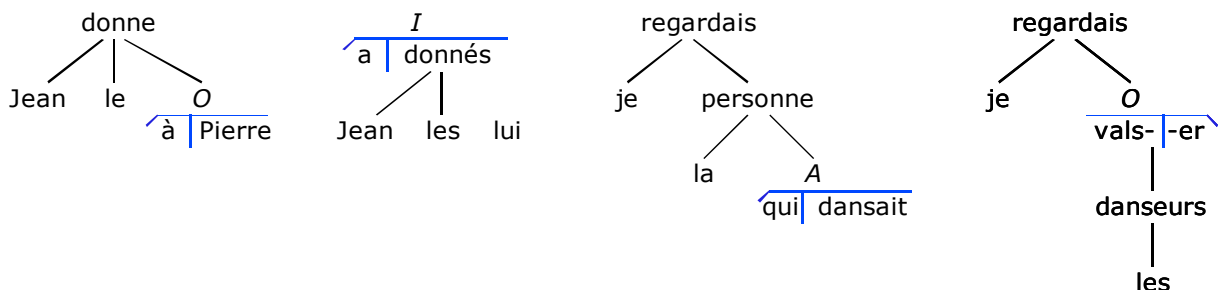 donne
Jean le O
à Pierre
I
a donnés
Jean les lui
regardais
je personne
la A
qui dansait
regardais
je O
vals- -er
danseurs
les